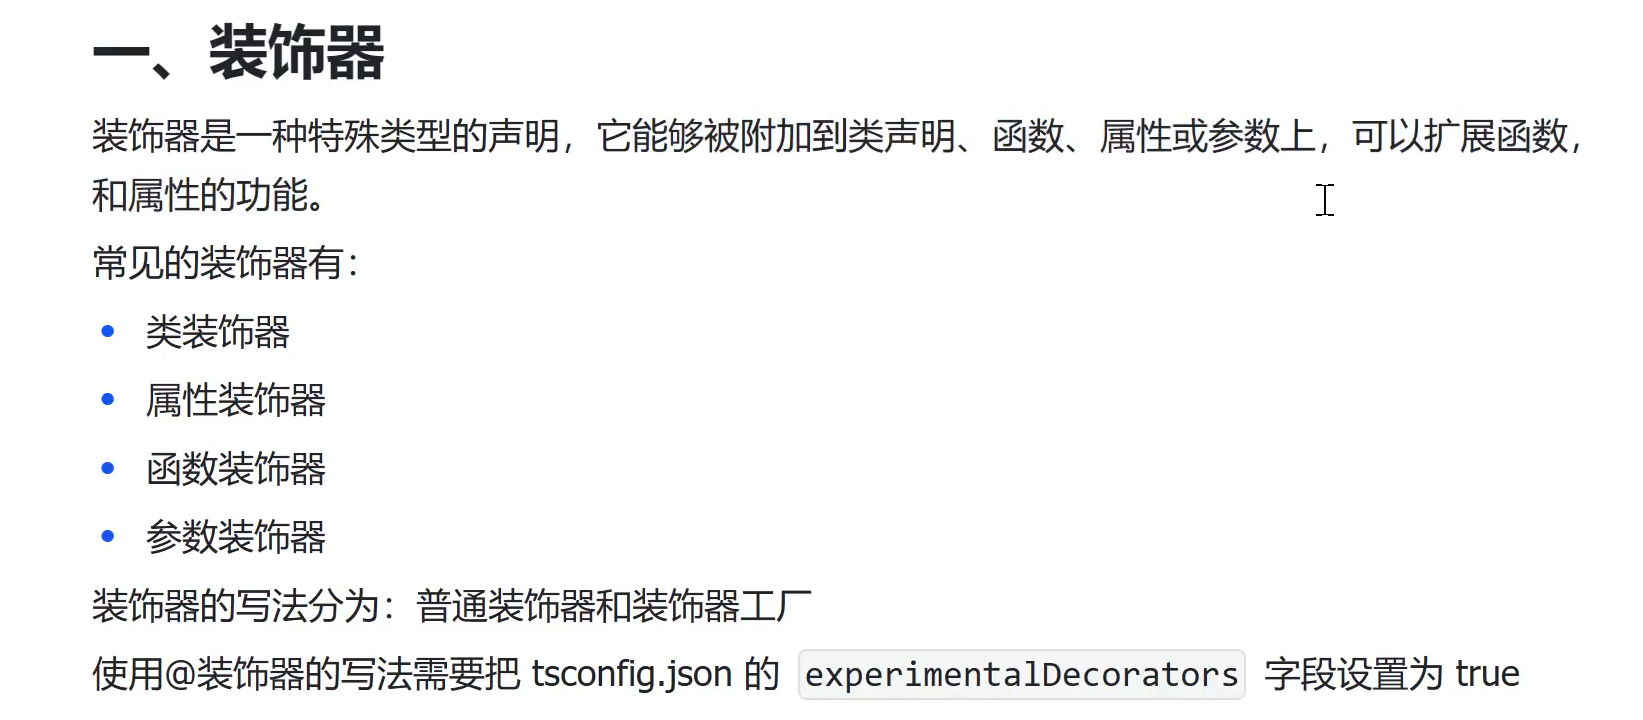 一、装饰器
装饰器是一种特殊类型的声明，它能够被附加到类声明、函数、属性或参数上，可以扩展函数，
和属性的功能。
常见的装饰器有：
• 类装饰器
• 属性装饰器
• 函数装饰器
• 参数装饰器
装饰器的写法分为：普通装饰器和装饰器工厂
使用@装饰器的写法需要把 tsconfig.json 的 experimentalDecorators 字段设置为 true